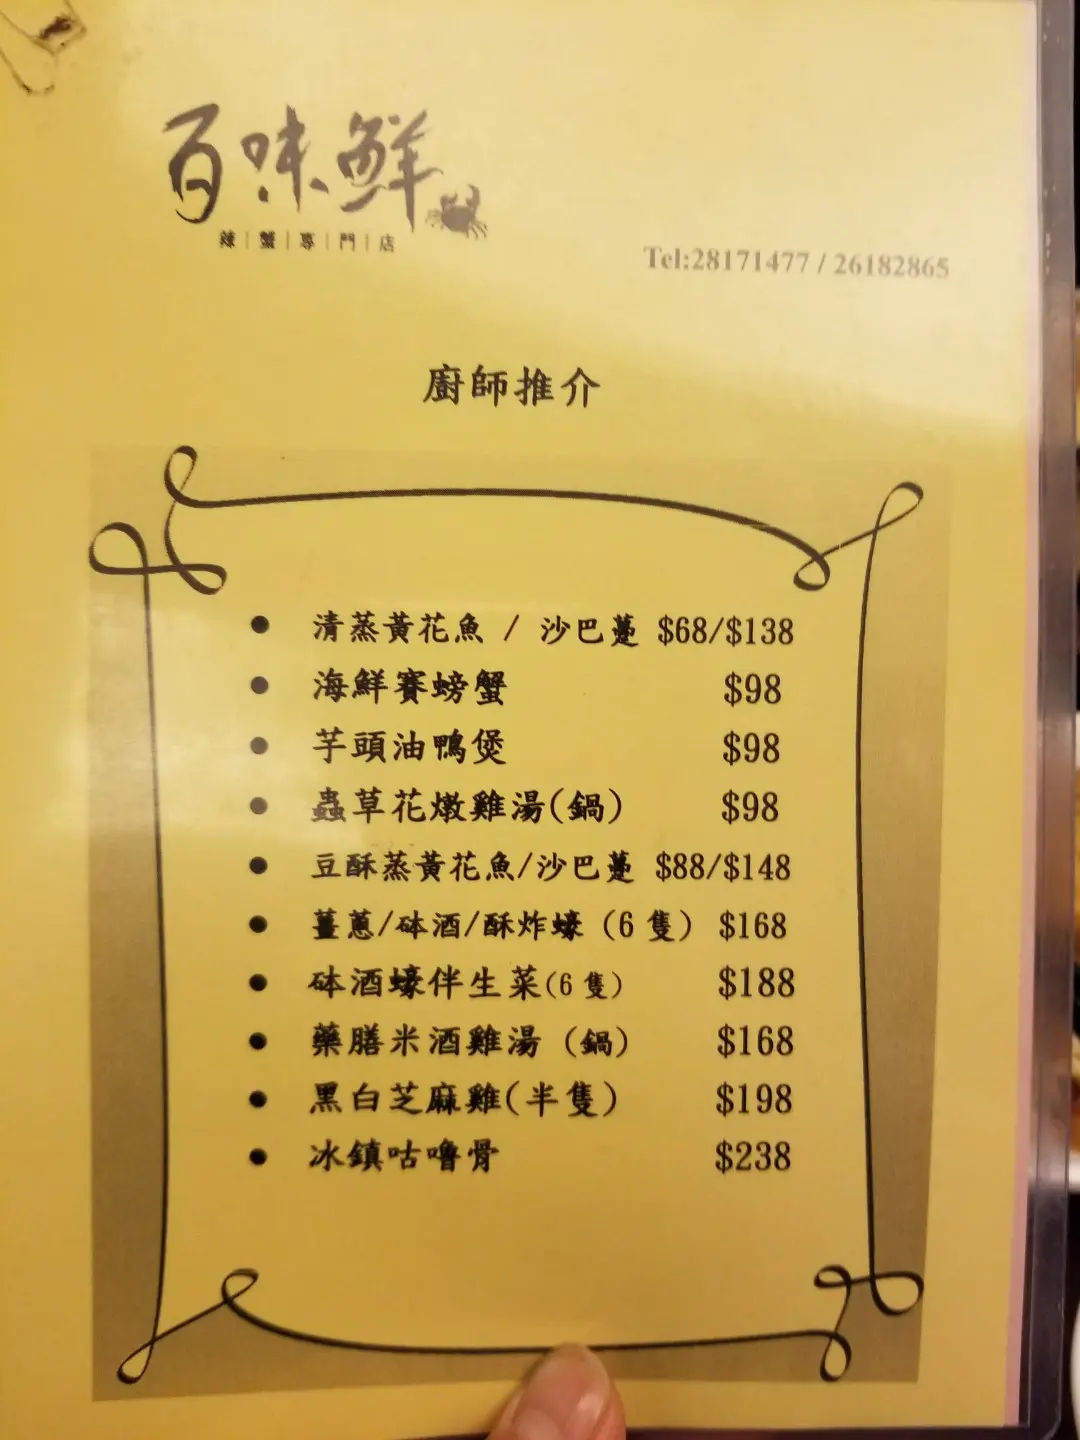 百味鮮
辣|蟹|專|門|店
Tel:28171477 / 26182865
廚師推介
● 清蒸黃花魚 / 沙巴躉 $68/$138
● 海鮮賽螃蟹 $98
● 芋頭油鴨煲 $98
● 蟲草花燉雞湯(鍋) $98
● 豆酥蒸黃花魚/沙巴躉 $88/$148
● 薑蔥/砵酒/酥炸蠔 (6 隻) $168
● 砵酒蠔伴生菜(6 隻) $188
● 藥膳米酒雞湯 (鍋) $168
● 黑白芝麻雞(半隻) $198
● 冰鎮咕嚕骨 $238